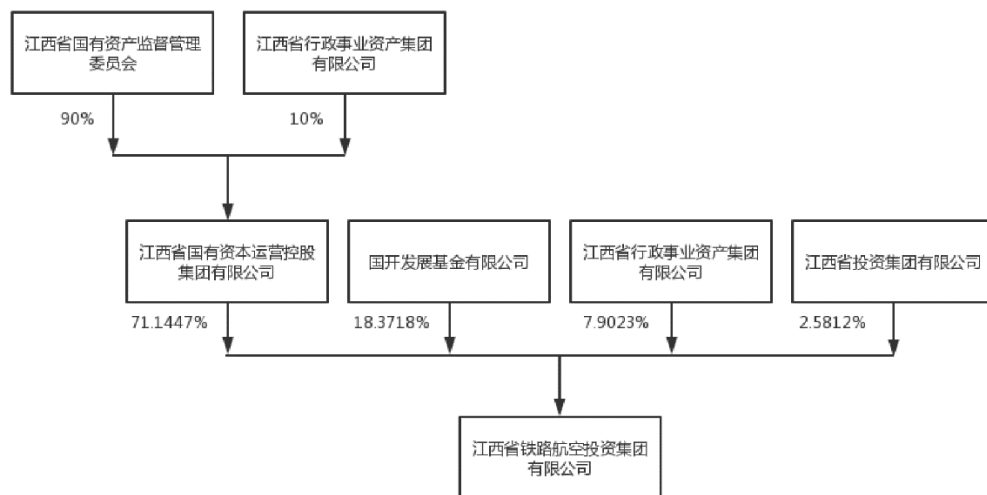 江西省国有资产监督管理
委员会
江西省行政事业资产集团
有限公司
90%
10%
江西省国有资本运营控股
集团有限公司
国开发展基金有限公司
江西省行政事业资产集团
有限公司
江西省投资集团有限公司
71.1447%
18.3718%
7.9023%
2.5812%
江西省铁路航空投资集团
有限公司